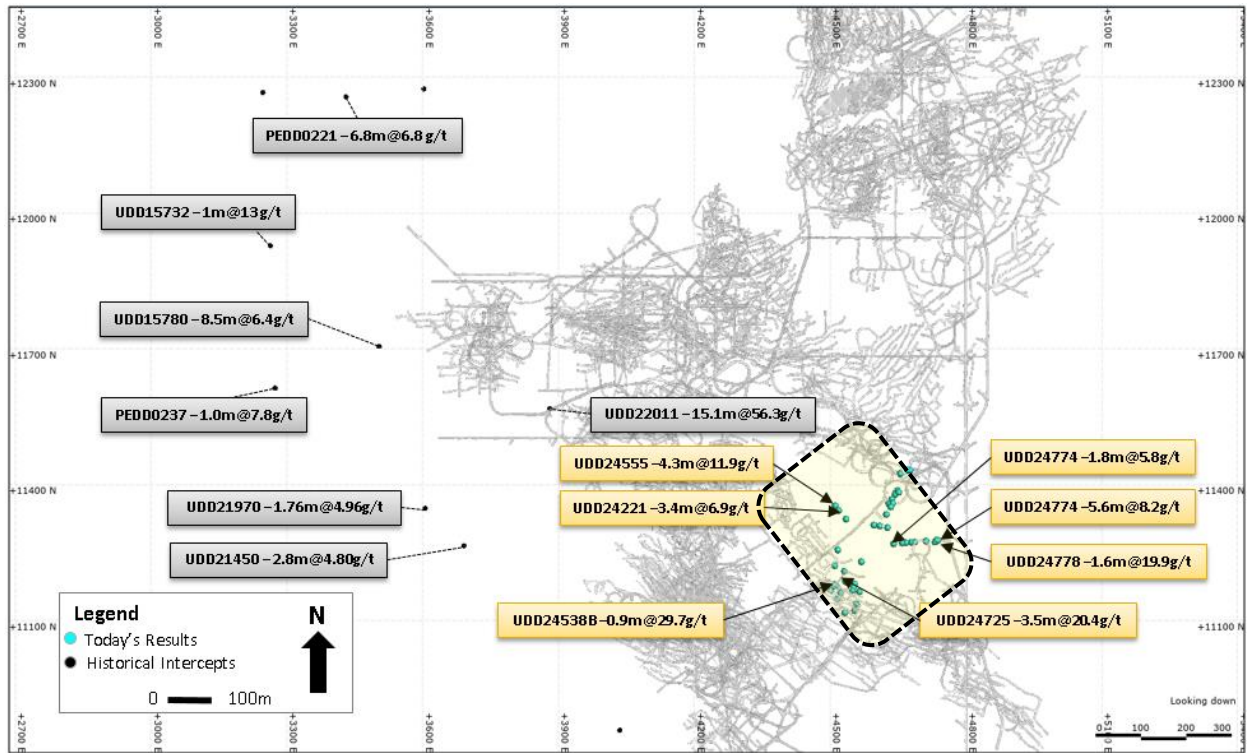 +2700 E
+3000 E
+3300 E
+3600 E
+3900 E
+4200 E
+4500 E
+4800 E
+5100 E
+12300 N
+12300 N
PEDD0221 – 6.8m@6.8 g/t
UDD15732 – 1m@13g/t
+12000 N
+12000 N
UDD15780 – 8.5m@6.4g/t
+11700 N
+11700 N
PEDD0237 – 1.0m@7.8g/t
UDD22011 – 15.1m@56.3g/t
UDD24555 – 4.3m@11.9g/t
UDD24774 – 1.8m@5.8g/t
+11400 N
+11400 N
UDD21970 – 1.76m@4.96g/t
UDD24221 – 3.4m@6.9g/t
UDD24774 – 5.6m@8.2g/t
UDD21450 – 2.8m@4.80g/t
UDD24778 – 1.6m@19.9g/t
UDD24538B – 0.9m@29.7g/t
UDD24725 – 3.5m@20.4g/t
+11100 N
+11100 N
Legend
N
Today's Results
Historical Intercepts
0 100m
Looking down
0 100 200 300
+2700 E
+3000 E
+3300 E
+3600 E
+3900 E
+4200 E
+4500 E
+4800 E
+5100 E